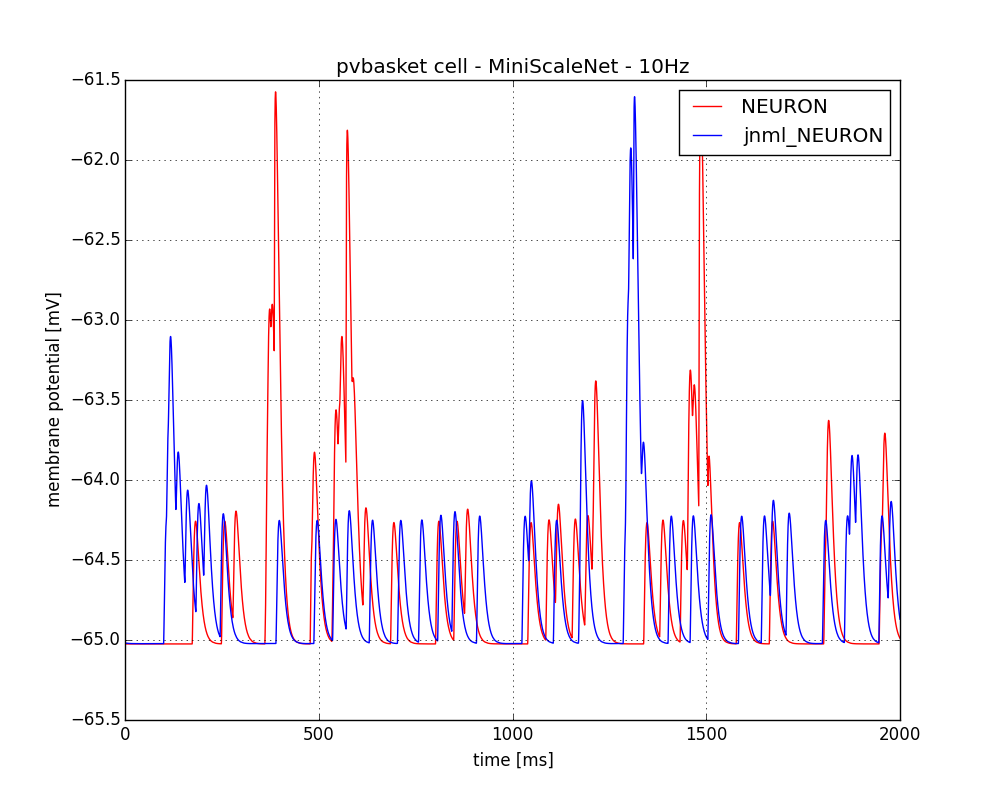 pvbasket cell - MiniScaleNet - 10Hz
NEURON
jnml_NEURON
−61.5
−62.0
−62.5
−63.0
−63.5
−64.0
−64.5
−65.0
−65.5
membrane potential [mV]
0 500 1000 1500 2000
time [ms]